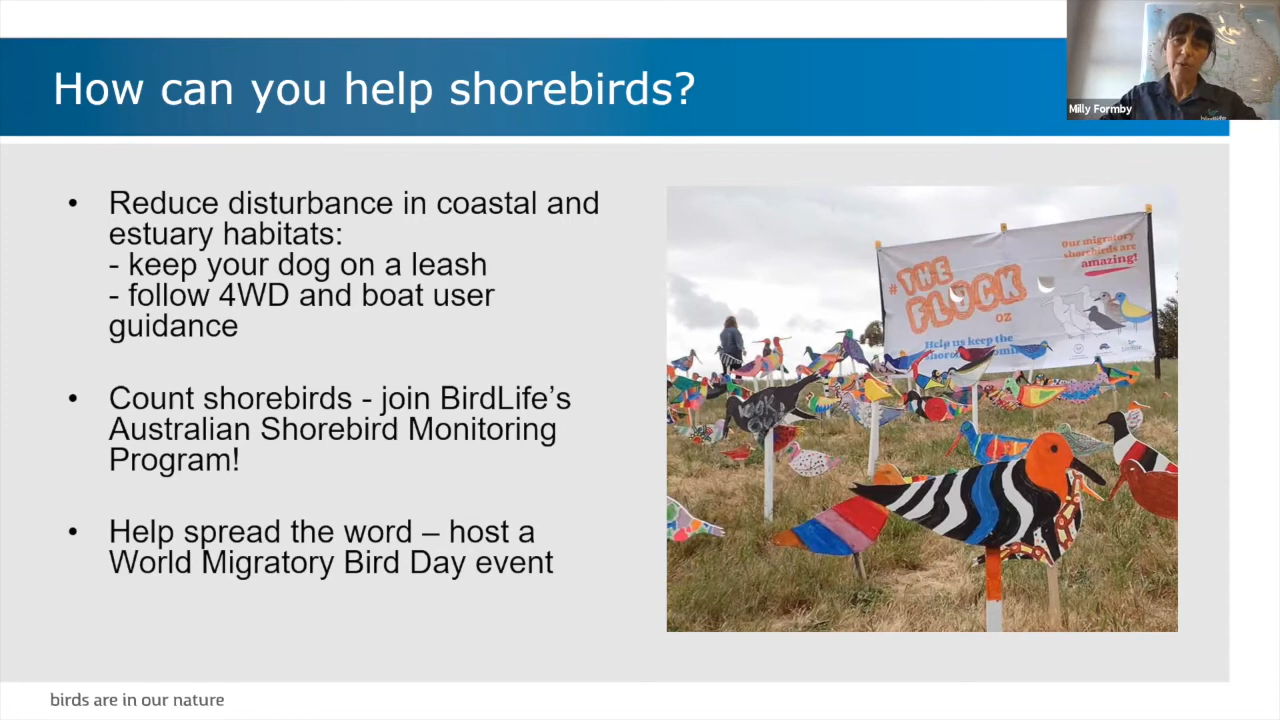 How can you help shorebirds?
Milly Formby
• Reduce disturbance in coastal and
estuary habitats:
- keep your dog on a leash
- follow 4WD and boat user
guidance
• Count shorebirds - join BirdLife’s
Australian Shorebird Monitoring
Program!
• Help spread the word – host a
World Migratory Bird Day event
Our migratory
shorebirds are
amazing!
#THE
FLOCK
OZ
Help us keep the
birds are in our nature